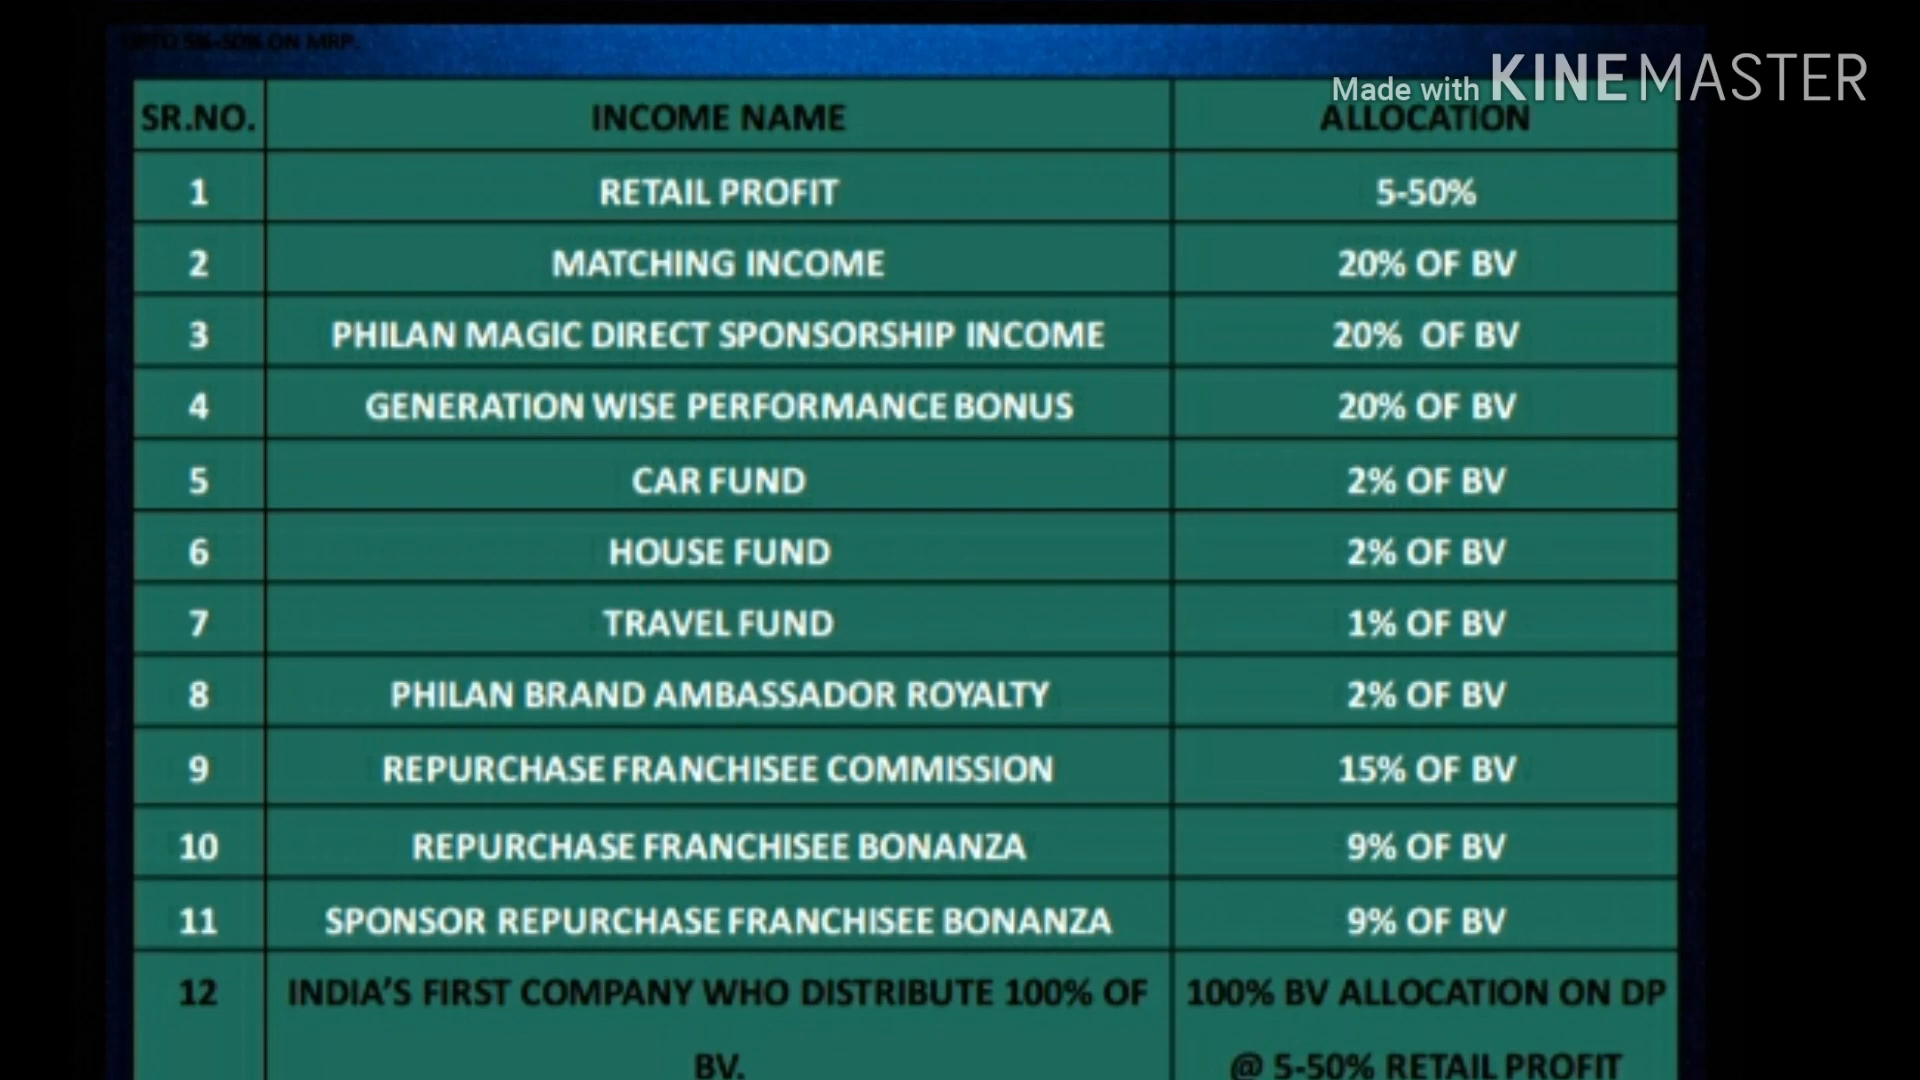 UPTO 5%-50% ON MRP.
Made with KINEMASTER
SR.NO. INCOME NAME ALLOCATION
1 RETAIL PROFIT 5-50%
2 MATCHING INCOME 20% OF BV
3 PHILAN MAGIC DIRECT SPONSORSHIP INCOME 20% OF BV
4 GENERATION WISE PERFORMANCE BONUS 20% OF BV
5 CAR FUND 2% OF BV
6 HOUSE FUND 2% OF BV
7 TRAVEL FUND 1% OF BV
8 PHILAN BRAND AMBASSADOR ROYALTY 2% OF BV
9 REPURCHASE FRANCHISEE COMMISSION 15% OF BV
10 REPURCHASE FRANCHISEE BONANZA 9% OF BV
11 SPONSOR REPURCHASE FRANCHISEE BONANZA 9% OF BV
12 INDIA'S FIRST COMPANY WHO DISTRIBUTE 100% OF 100% BV ALLOCATION ON DP
BV. @ 5-50% RETAIL PROFIT